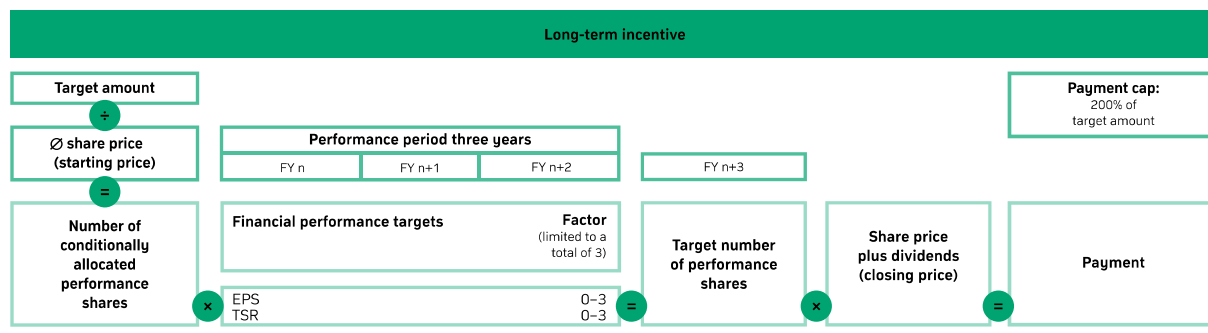 Long-term incentive
Target amount
÷
Ø share price
(starting price)
=
Number of
conditionally
allocated
performance
shares
×
Performance period three years
FY n
FY n+1
FY n+2
Financial performance targets
Factor
(limited to a
total of 3)
EPS 0–3
TSR 0–3
=
FY n+3
Target number
of performance
shares
×
Share price
plus dividends
(closing price)
=
Payment cap:
200% of
target amount
Payment